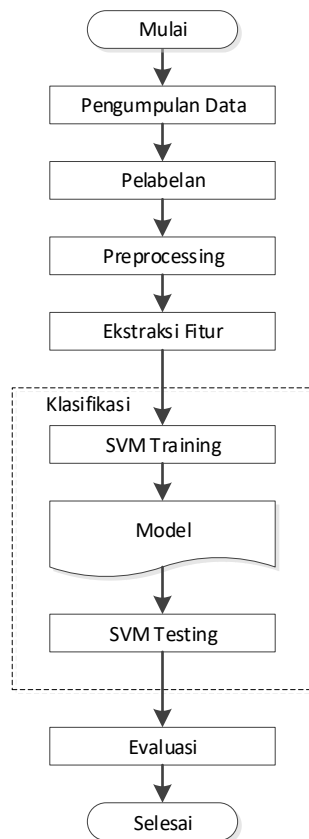 Mulai
Pengumpulan Data
Pelabelan
Preprocessing
Ekstraksi Fitur
Klasifikasi
SVM Training
Model
SVM Testing
Evaluasi
Selesai